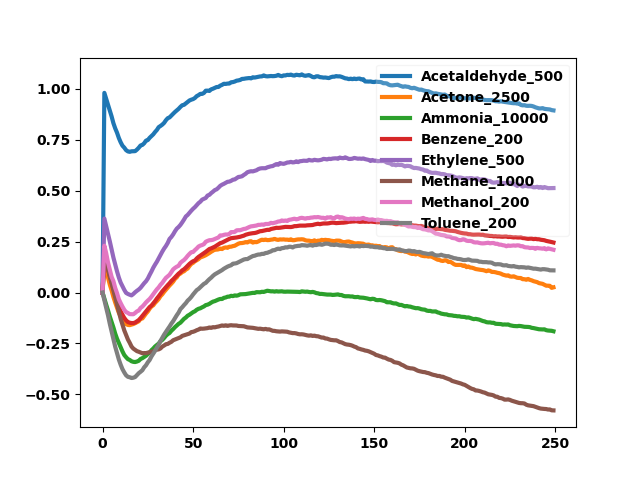 1.00
0.75
0.50
0.25
0.00
−0.25
−0.50
0 50 100 150 200 250
Acetaldehyde_500
Acetone_2500
Ammonia_10000
Benzene_200
Ethylene_500
Methane_1000
Methanol_200
Toluene_200